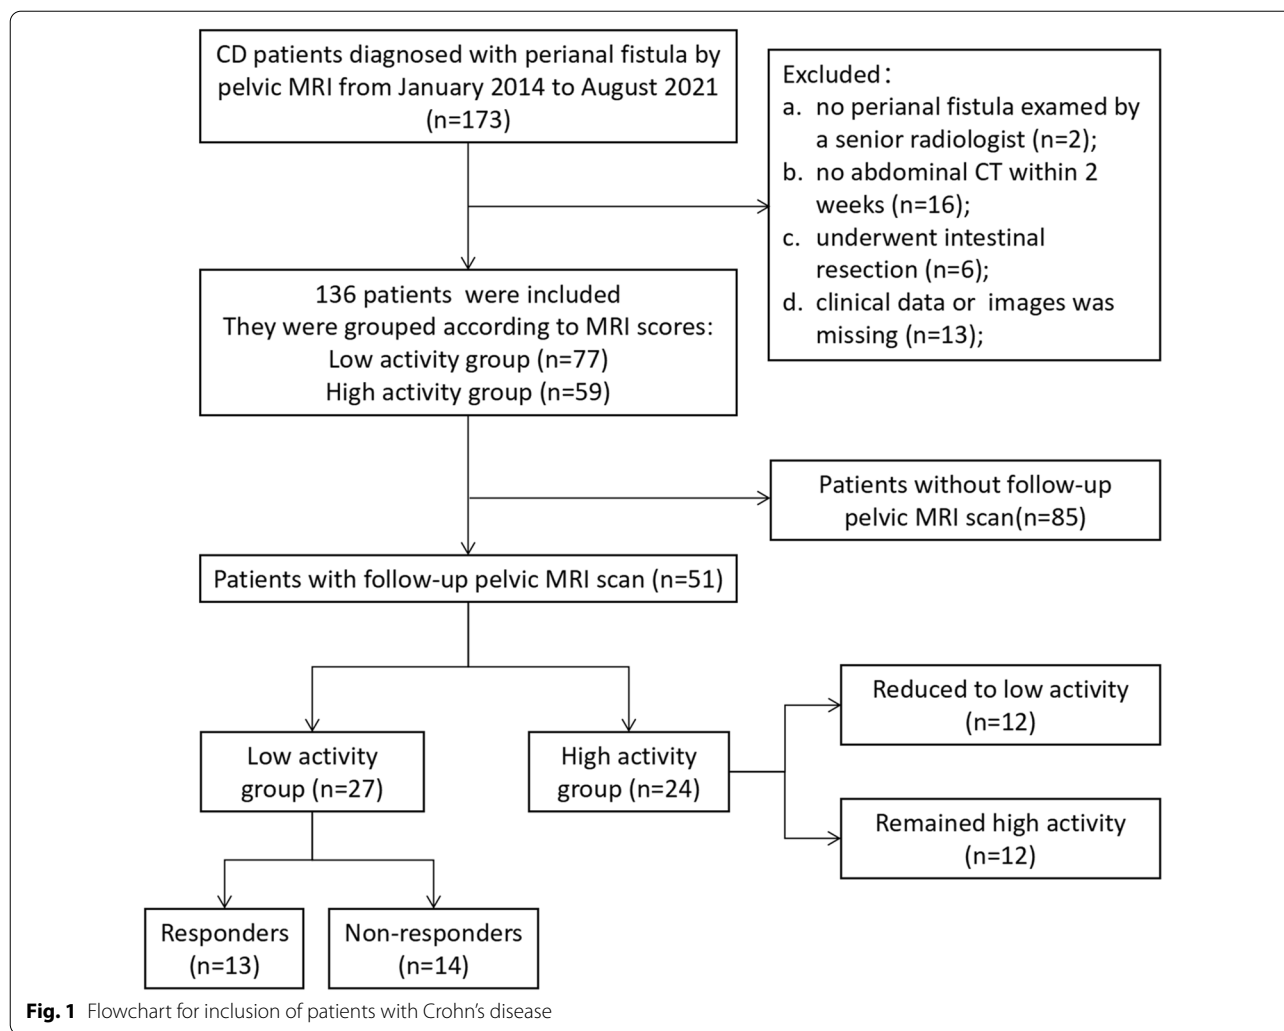 CD patients diagnosed with perianal fistula by
pelvic MRI from January 2014 to August 2021
(n=173)
Excluded：
a. no perianal fistula examed by
a senior radiologist (n=2);
b. no abdominal CT within 2
weeks (n=16);
c. underwent intestinal
resection (n=6);
d. clinical data or images was
missing (n=13);
136 patients were included
They were grouped according to MRI scores:
Low activity group (n=77)
High activity group (n=59)
Patients without follow-up
pelvic MRI scan(n=85)
Patients with follow-up pelvic MRI scan (n=51)
Low activity
group (n=27)
High activity
group (n=24)
Reduced to low activity
(n=12)
Remained high activity
(n=12)
Responders
(n=13)
Non-responders
(n=14)
Fig. 1 Flowchart for inclusion of patients with Crohn’s disease